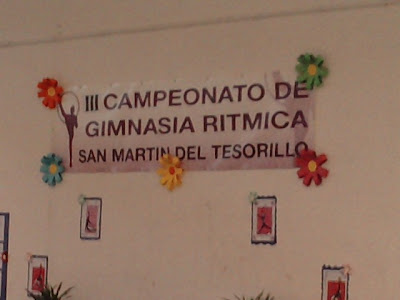 III CAMPEONATO DE
GIMNASIA RITMICA
SAN MARTIN DEL TESORILLO